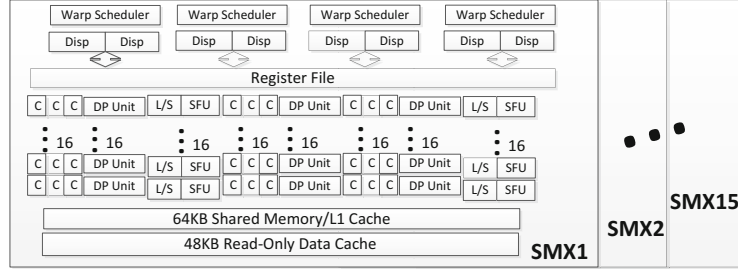 Warp Scheduler Warp Scheduler Warp Scheduler Warp Scheduler
Disp Disp Disp Disp Disp Disp Disp Disp
Register File
C C C DP Unit L/S SFU C C C DP Unit C C C DP Unit L/S SFU
16 16 16 16 16 16 16 16
C C C DP Unit L/S SFU C C C DP Unit C C C DP Unit L/S SFU
C C C DP Unit L/S SFU C C C DP Unit C C C DP Unit L/S SFU
64KB Shared Memory/L1 Cache
48KB Read-Only Data Cache
SMX1
SMX2
SMX15